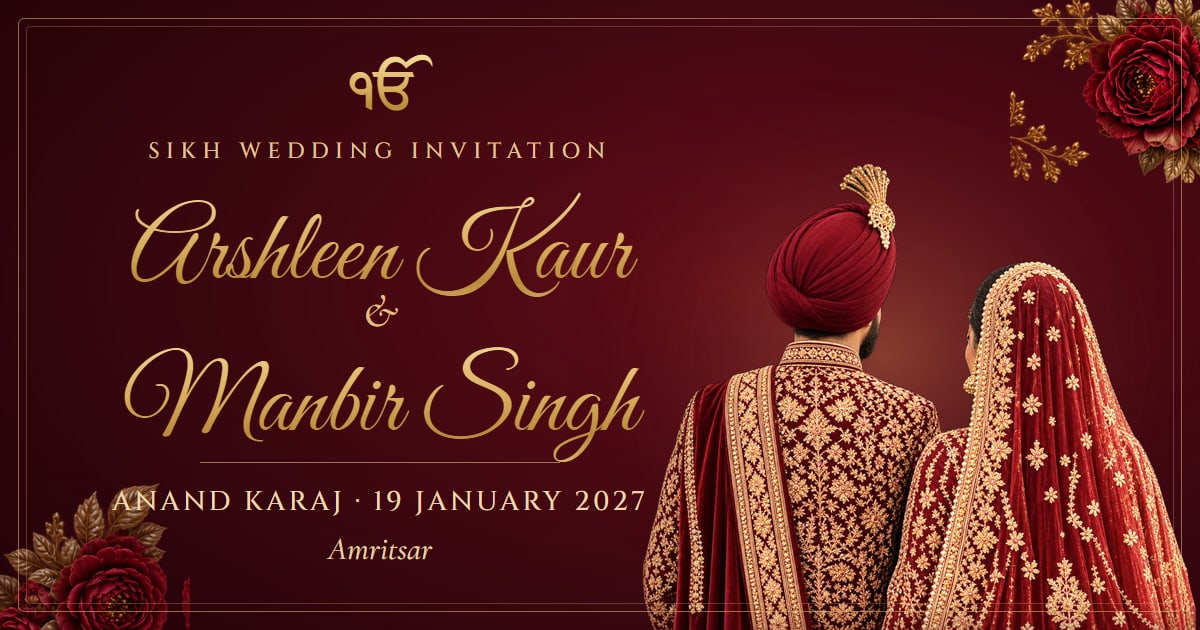 ੴ
SIKH WEDDING INVITATION
Arshleen Kaur
&
Manbir Singh
ANAND KARAJ · 19 JANUARY 2027
Amritsar